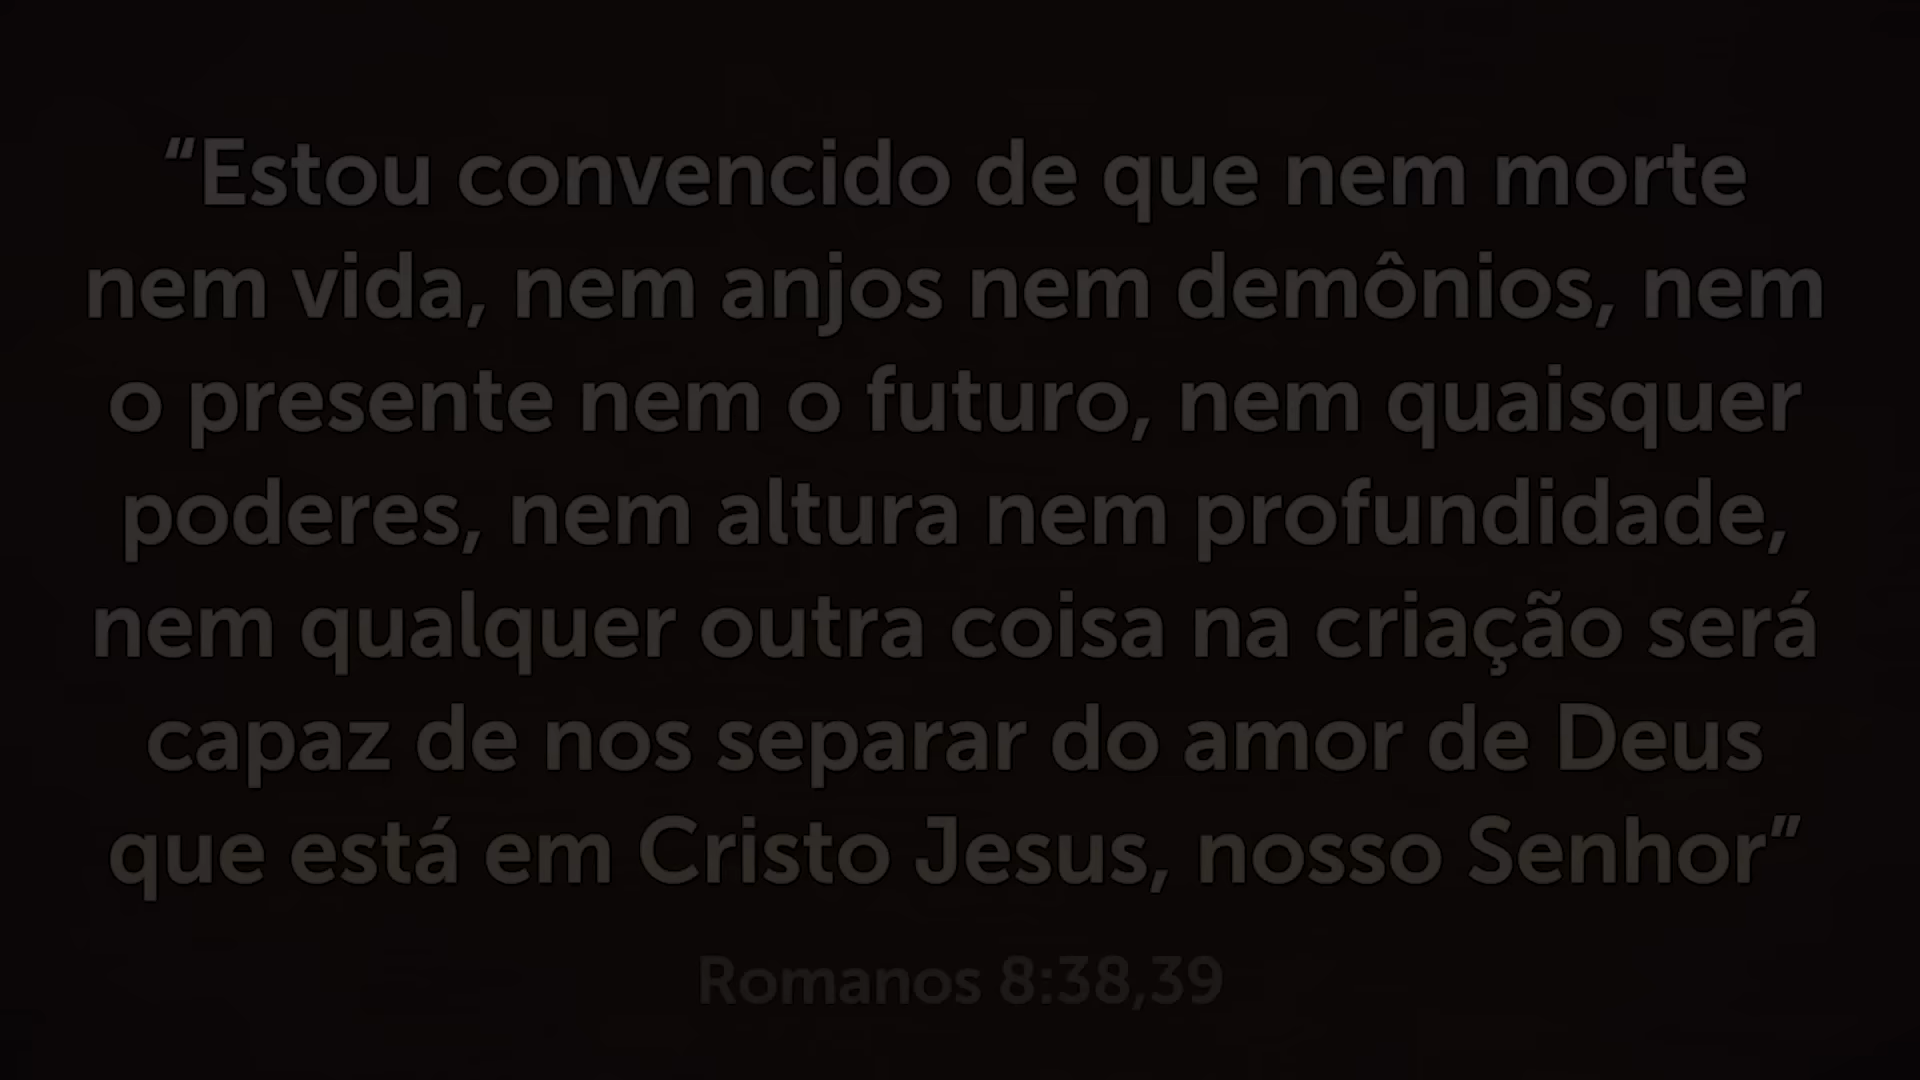 “Estou convencido de que nem morte
nem vida, nem anjos nem demônios, nem
o presente nem o futuro, nem quaisquer
poderes, nem altura nem profundidade,
nem qualquer outra coisa na criação será
capaz de nos separar do amor de Deus
que está em Cristo Jesus, nosso Senhor”
Romanos 8:38,39